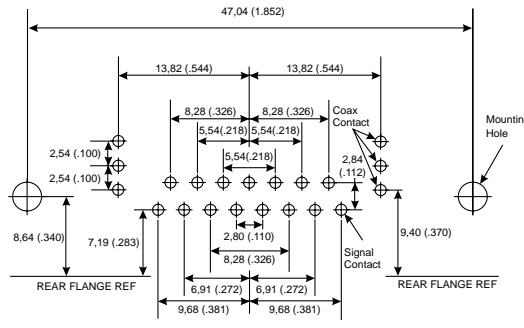 47,04 (1.852)
13,82 (.544) 13,82 (.544)
8,28 (.326) 8,28 (.326)
Coax
Contact
5,54(.218) 5,54(.218)
Mountin
Hole
2,54 (.100)
5,54(.218)
2,84
(.112)
2,54 (.100)
8,64 (.340)
7,19 (.283)
2,80 (.110)
9,40 (.370)
Signal
Contact
8,28 (.326)
REAR FLANGE REF
6,91 (.272) 6,91 (.272)
REAR FLANGE REF
9,68 (.381) 9,68 (.381)